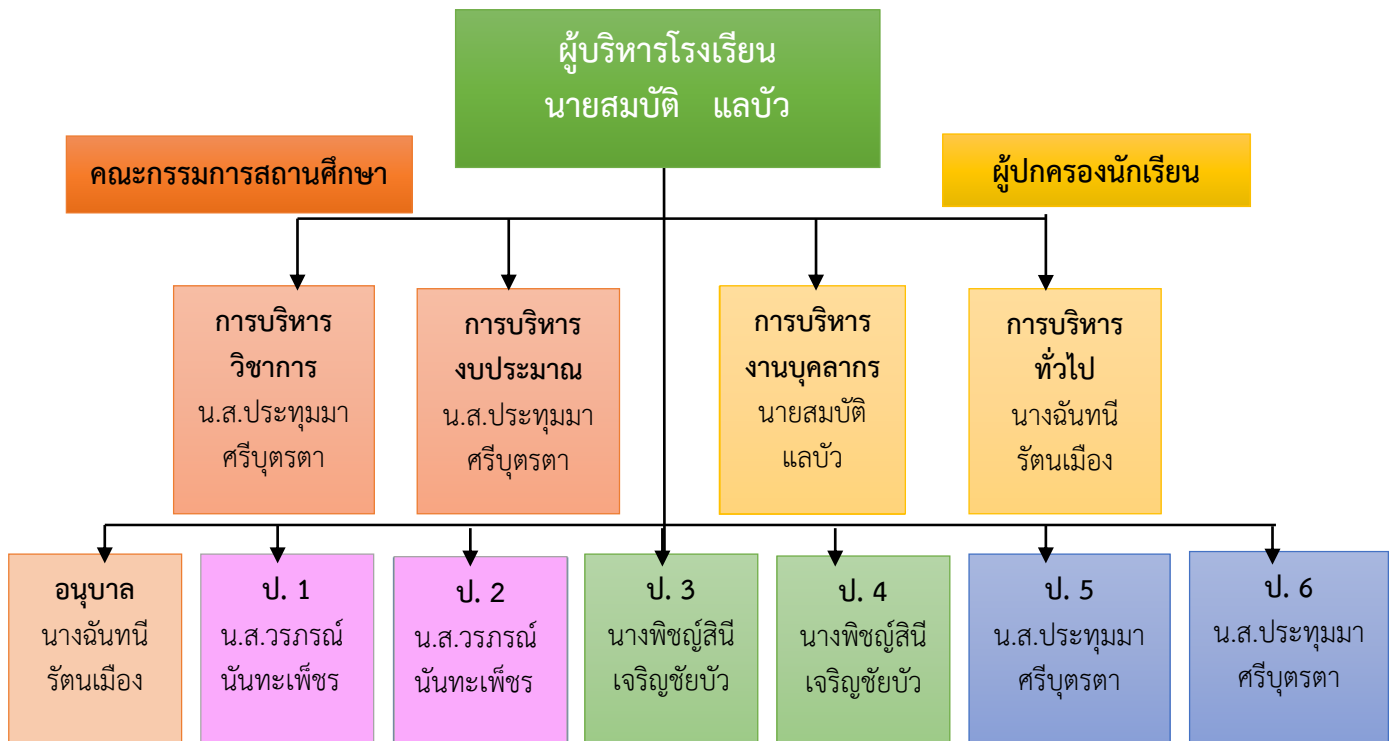 ผู้บริหารโรงเรียน
นายสมบัติ แลบัว
คณะกรรมการสถานศึกษา
ผู้ปกครองนักเรียน
การบริหาร
วิชาการ
น.ส.ประทุมมา
ศรีบุตรตา
การบริหาร
งบประมาณ
น.ส.ประทุมมา
ศรีบุตรตา
การบริหาร
งานบุคลากร
นายสมบัติ
แลบัว
การบริหาร
ทั่วไป
นางฉันทนี
รัตนเมือง
อนุบาล
นางฉันทนี
รัตนเมือง
ป. 1
น.ส.วรภรณ์
นันทะเพ็ชร
ป. 2
น.ส.วรภรณ์
นันทะเพ็ชร
ป. 3
นางพิชญ์สินี
เจริญชัยบัว
ป. 4
นางพิชญ์สินี
เจริญชัยบัว
ป. 5
น.ส.ประทุมมา
ศรีบุตรตา
ป. 6
น.ส.ประทุมมา
ศรีบุตรตา